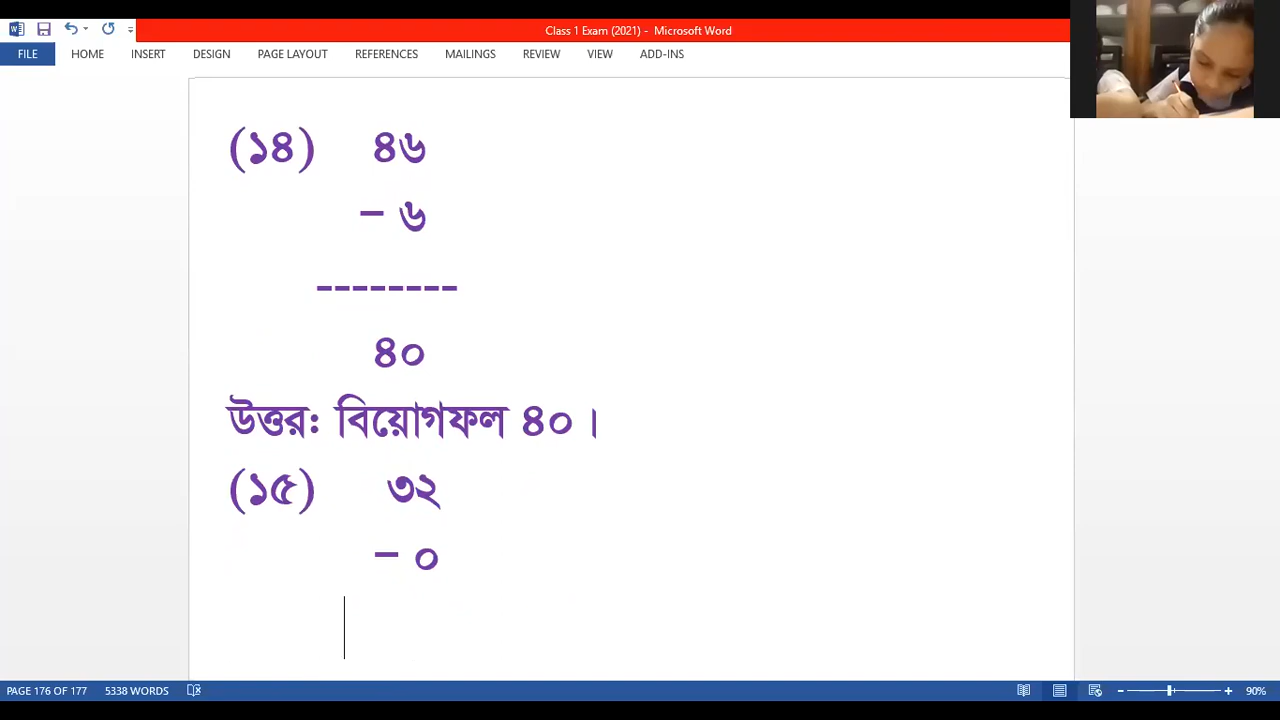 Class 1 Exam (2021) - Microsoft Word
FILE HOME INSERT DESIGN PAGE LAYOUT REFERENCES MAILINGS REVIEW VIEW ADD-INS
(১৪) ৪৬
− ৬
--------
৪০
উত্তর: বিয়োগফল ৪০ ।
(১৫) ৩২
− ০
PAGE 176 OF 177 5338 WORDS 90%